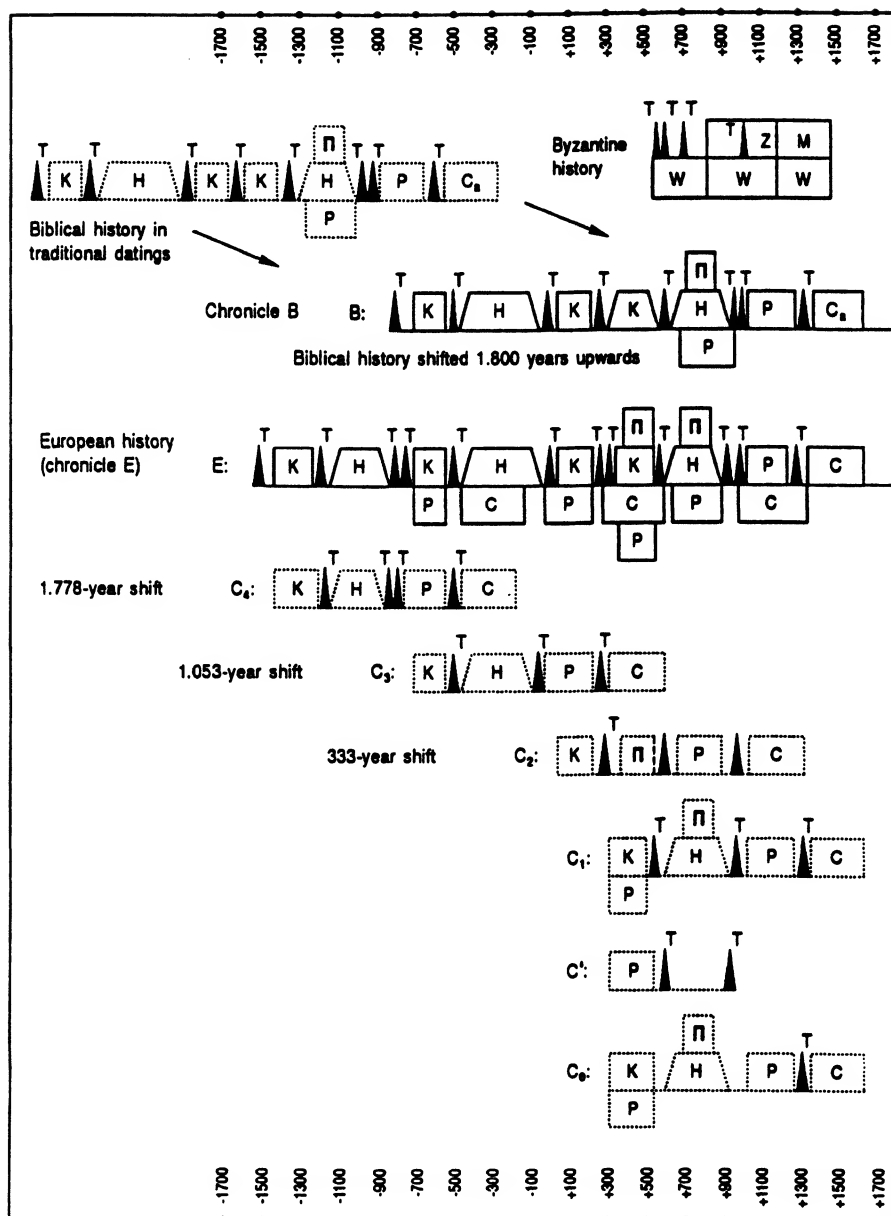 -1700 -1500 -1300 -1100 -900 -700 -500 -300 -100 +100 +300 +500 +700 +900 +1100 +1300 +1500 +1700
T T T T T T T
П
K H K K H P Cₐ
P
Biblical history in
traditional datings
Byzantine
history
T T T
T Z M
W W W
Chronicle B B:
T T T T T T T
П
K H K K H P Cₐ
P
Biblical history shifted 1.800 years upwards
European history
(chronicle E) E:
T T T T T T T T T
П П
K H K H K K H P C
P C P C P C
P
1.778-year shift C₄:
T T T T
K H P C
1.053-year shift C₃:
T T T
K H P C
333-year shift C₂:
T
K П P C
C₁:
T T T
П
K H P C
P
T T
P
П T
K H P C
P
-1700 -1500 -1300 -1100 -900 -700 -500 -300 -100 +100 +300 +500 +700 +900 +1100 +1300 +1500 +1700